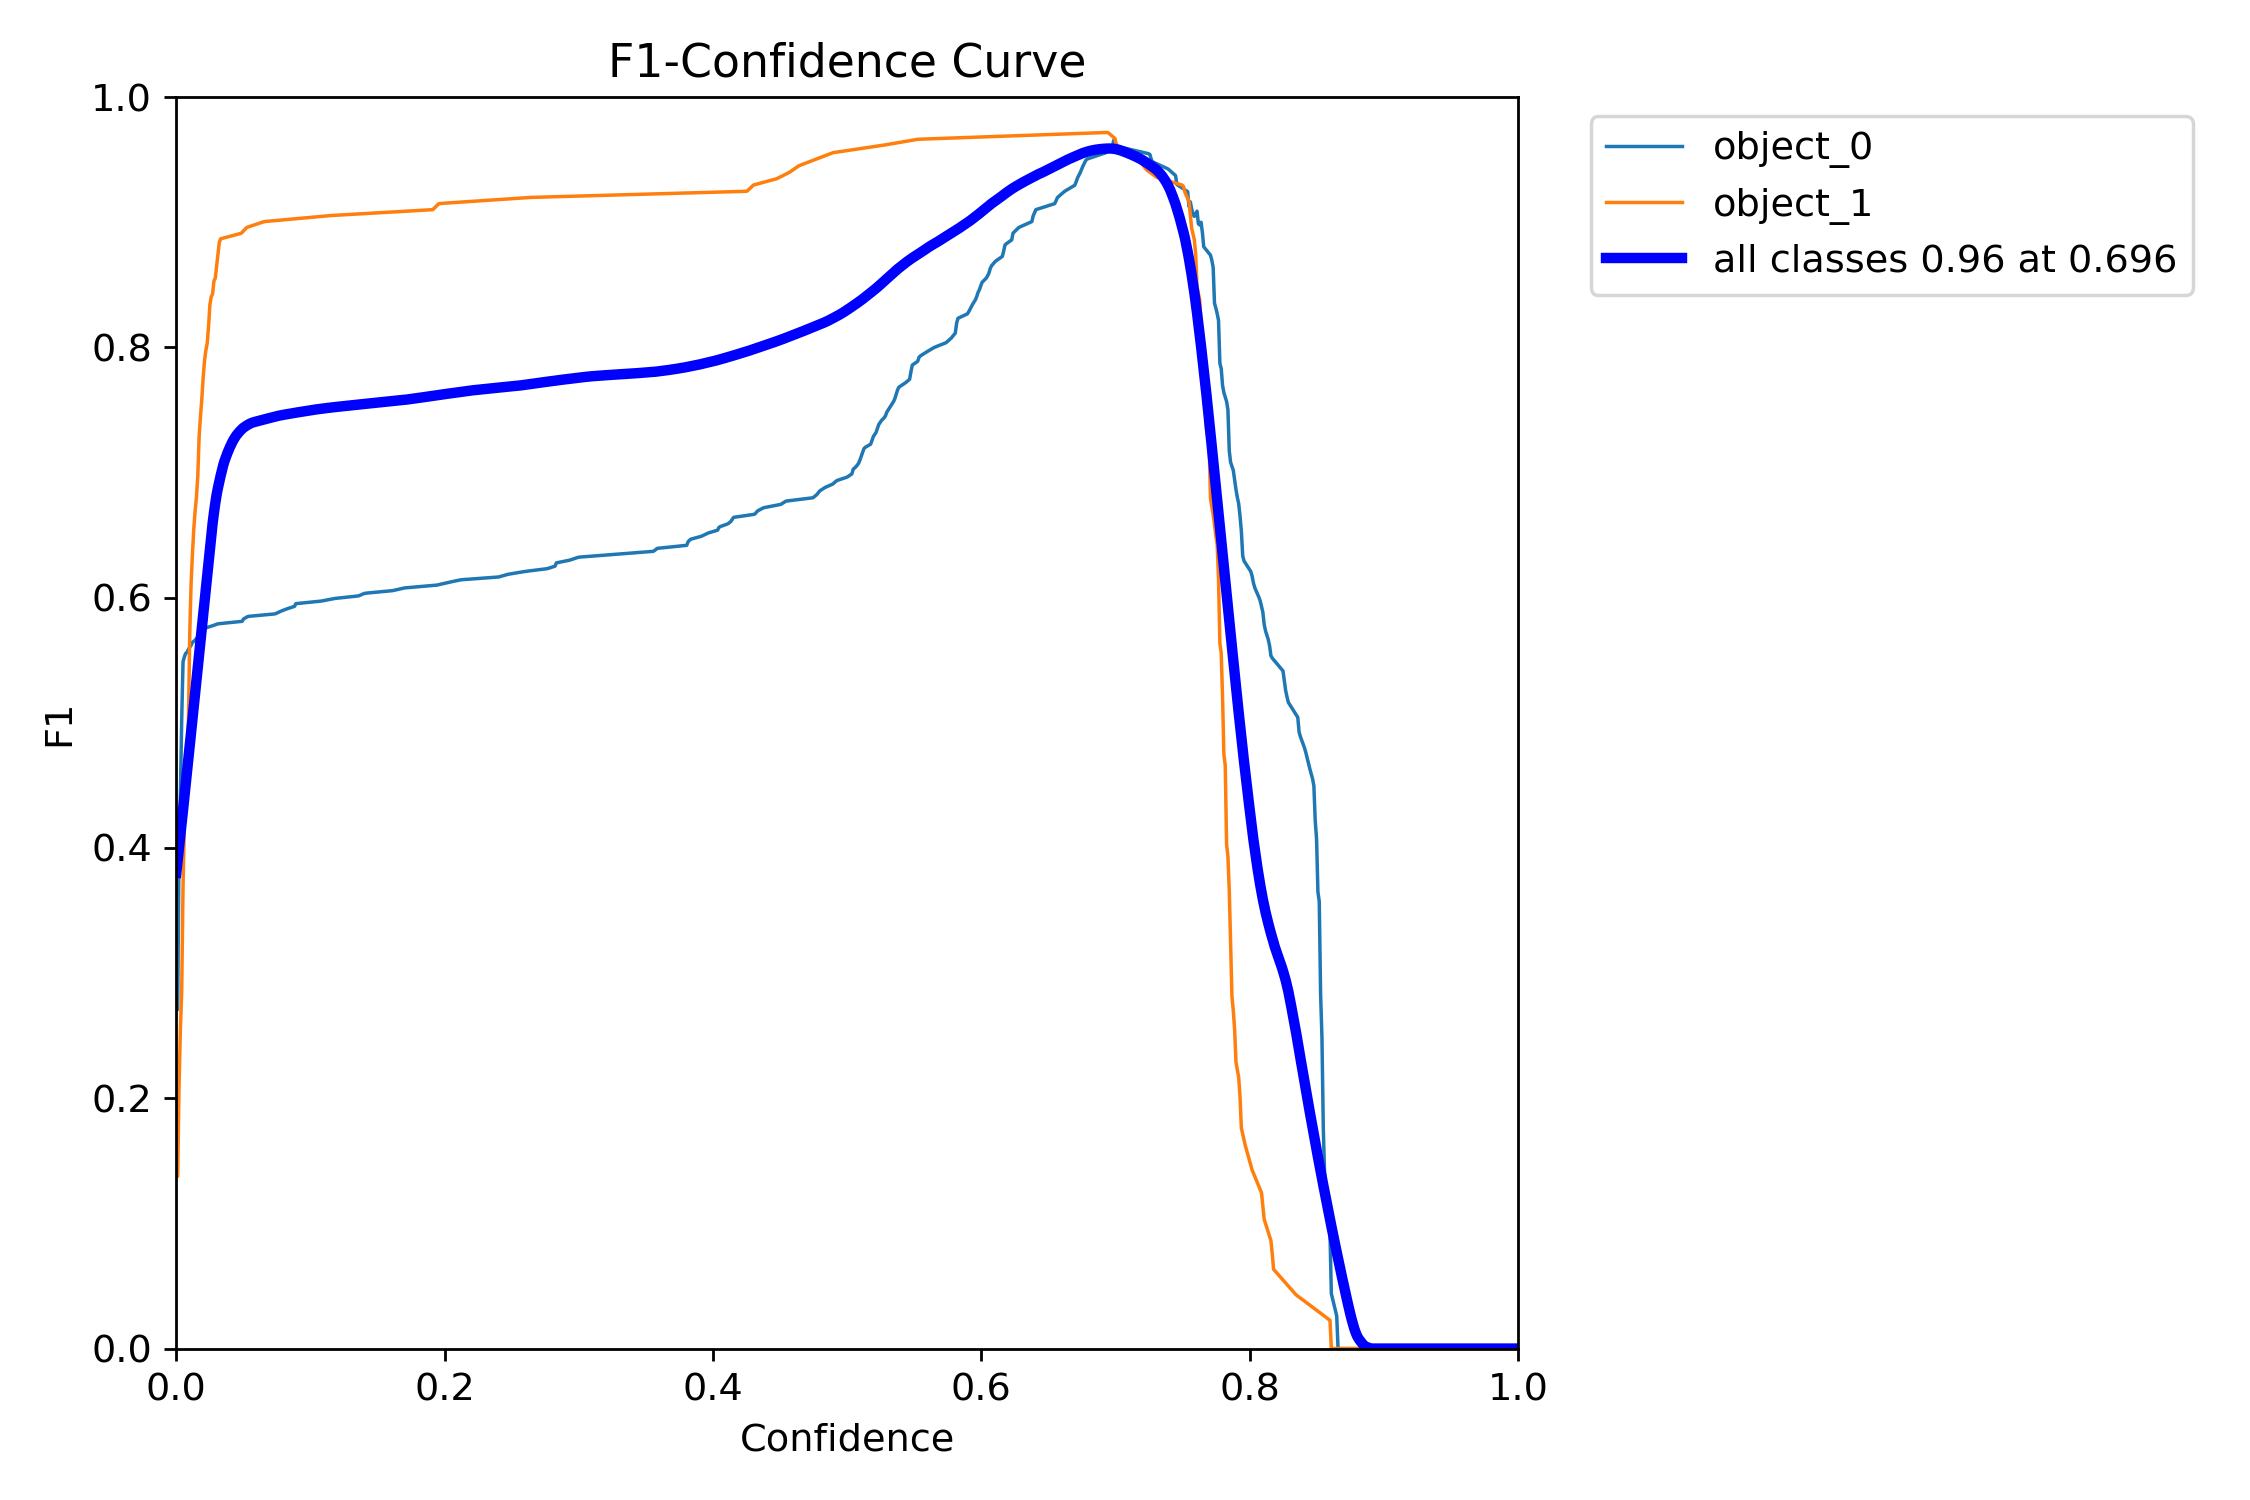 F1-Confidence Curve
1.0
0.8
0.6
0.4
0.2
0.0
F1
0.0 0.2 0.4 0.6 0.8 1.0
Confidence
object_0
object_1
all classes 0.96 at 0.696